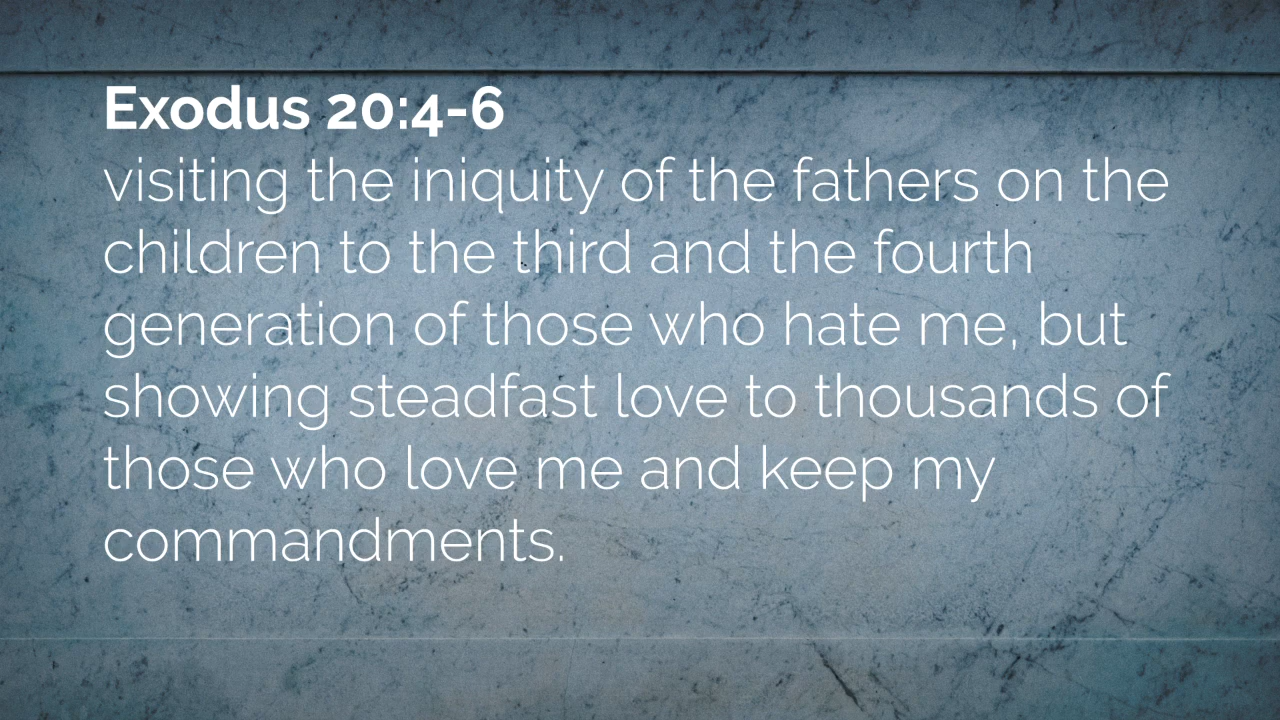 Exodus 20:4-6
visiting the iniquity of the fathers on the
children to the third and the fourth
generation of those who hate me, but
showing steadfast love to thousands of
those who love me and keep my
commandments.